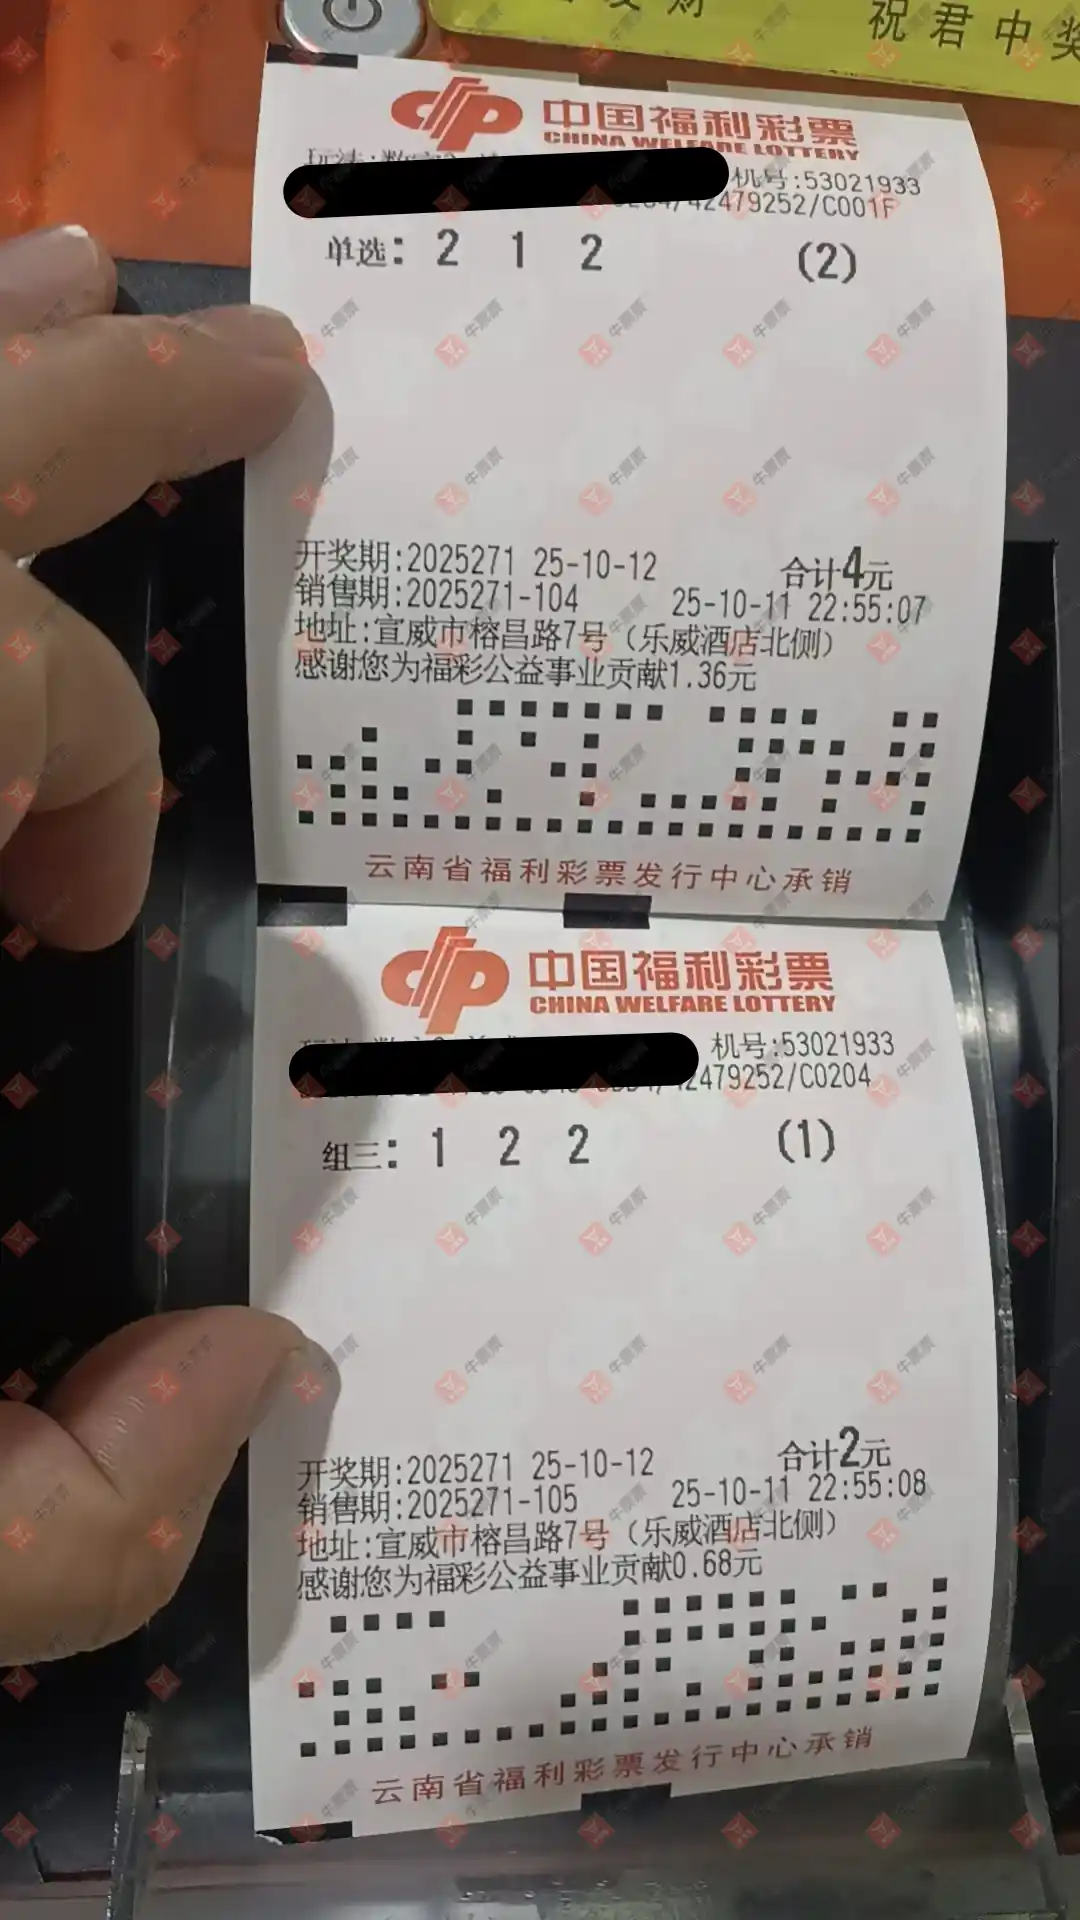 祝君中奖
中国福利彩票
CHINA WELFARE LOTTERY
机号:53021933
42479252/C001F
单选: 2 1 2 (2)
开奖期:2025271 25-10-12 合计4元
销售期:2025271-104 25-10-11 22:55:07
地址:宣威市榕昌路7号（乐威酒店北侧）
感谢您为福彩公益事业贡献1.36元
云南省福利彩票发行中心承销
中国福利彩票
CHINA WELFARE LOTTERY
机号:53021933
42479252/C0204
组三: 1 2 2 (1)
开奖期:2025271 25-10-12 合计2元
销售期:2025271-105 25-10-11 22:55:08
地址:宣威市榕昌路7号（乐威酒店北侧）
感谢您为福彩公益事业贡献0.68元
云南省福利彩票发行中心承销
牛票票